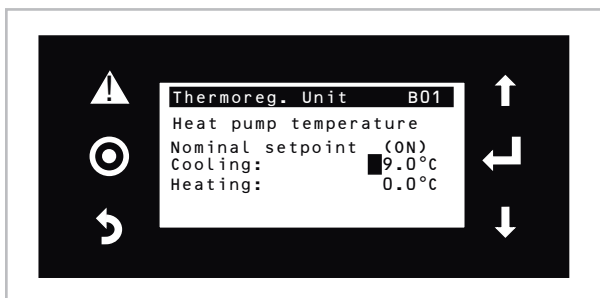 Thermoreg. Unit B01
Heat pump temperature
Nominal setpoint (ON)
Cooling: 9.0°C
Heating: 0.0°C